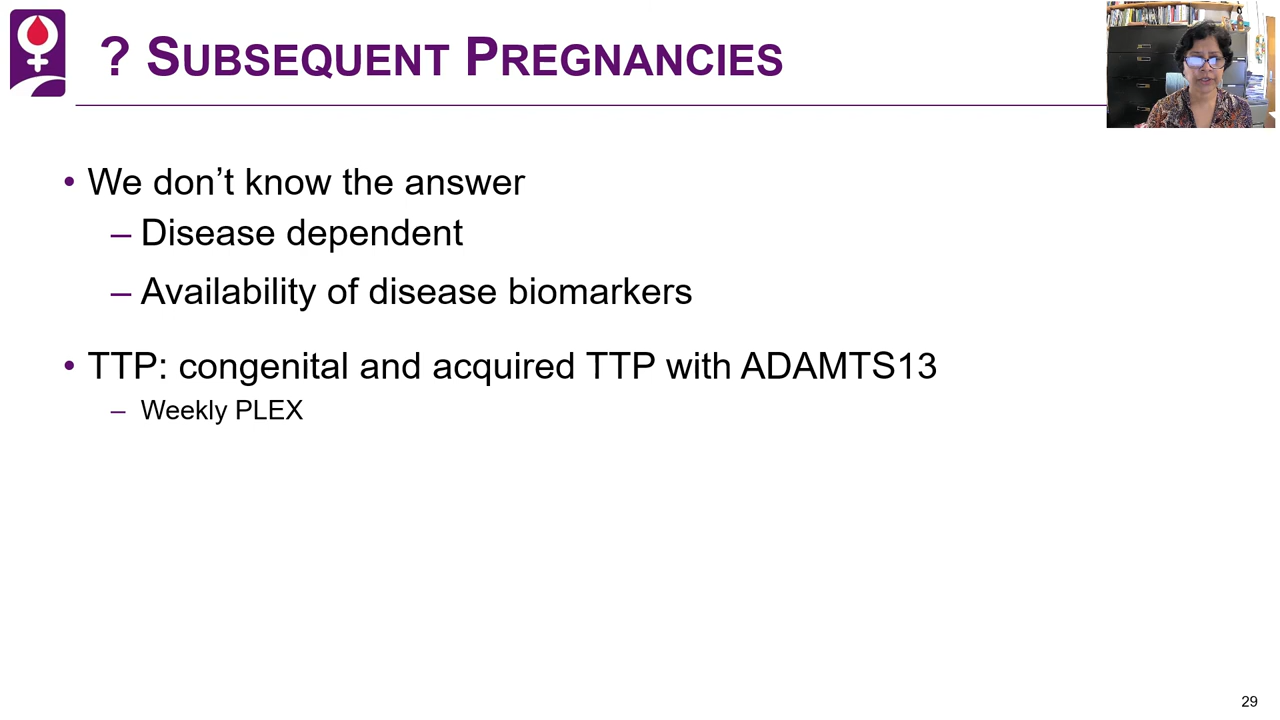 ? SUBSEQUENT PREGNANCIES
• We don’t know the answer
– Disease dependent
– Availability of disease biomarkers
• TTP: congenital and acquired TTP with ADAMTS13
– Weekly PLEX
29